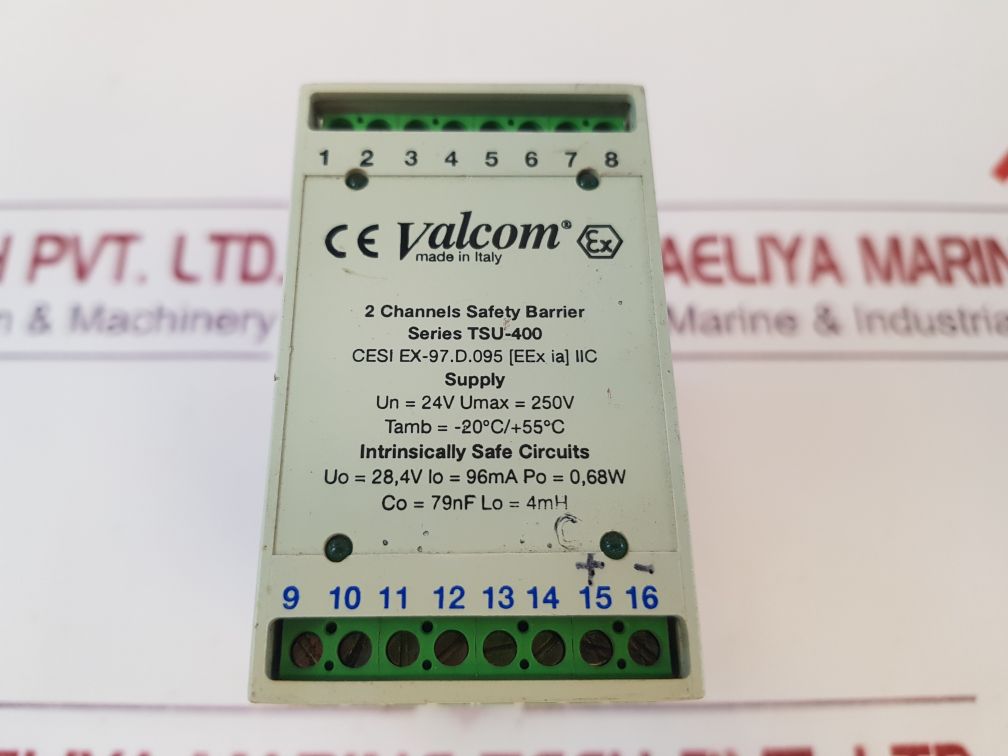 H PVT. LTD.
AELIYA MARIN
n & Machinery
Marine & Industria
1 2 3 4 5 6 7 8
CE Valcom® Ex
made in Italy
2 Channels Safety Barrier
Series TSU-400
CESI EX-97.D.095 [EEx ia] IIC
Supply
Un = 24V Umax = 250V
Tamb = -20°C/+55°C
Intrinsically Safe Circuits
Uo = 28,4V Io = 96mA Po = 0,68W
Co = 79nF Lo = 4mH
C
+ -
9 10 11 12 13 14 15 16